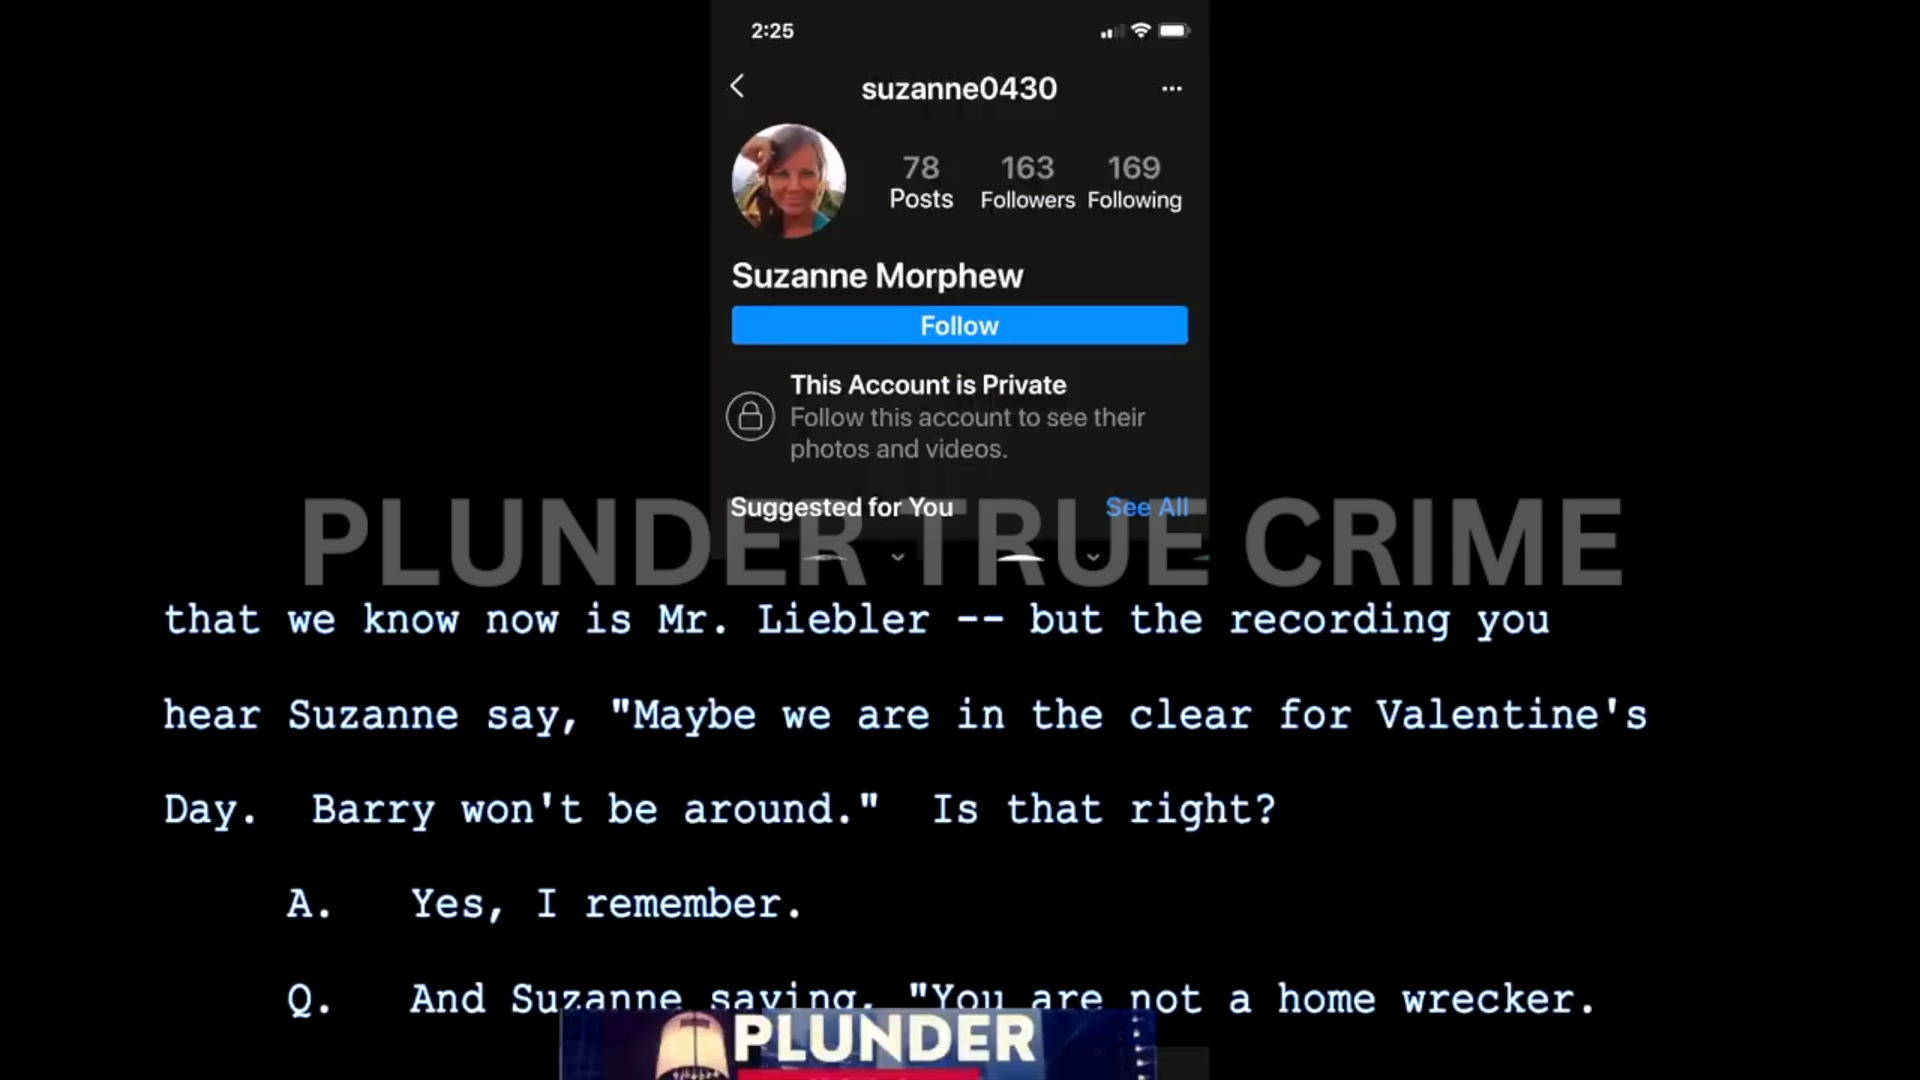 2:25
suzanne0430
78 163 169
Posts Followers Following
Suzanne Morphew
Follow
This Account is Private
Follow this account to see their
photos and videos.
Suggested for You See All
PLUNDER TRUE CRIME
that we know now is Mr. Liebler -- but the recording you
hear Suzanne say, "Maybe we are in the clear for Valentine's
Day. Barry won't be around." Is that right?
A. Yes, I remember.
Q. And Suzanne saying, "You are not a home wrecker.
PLUNDER